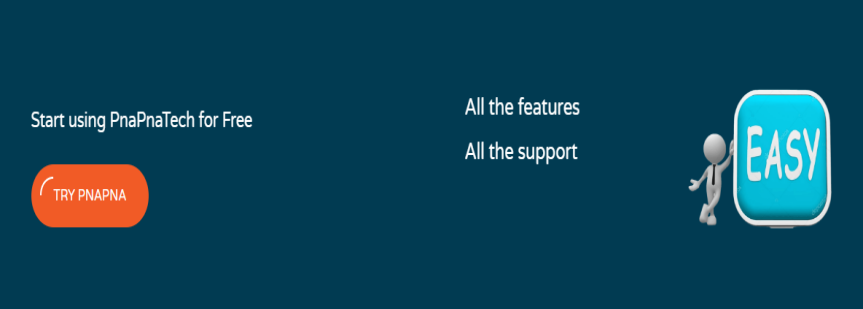 Start using PnaPnaTech for Free
TRY PNAPNA
All the features
All the support
EASY